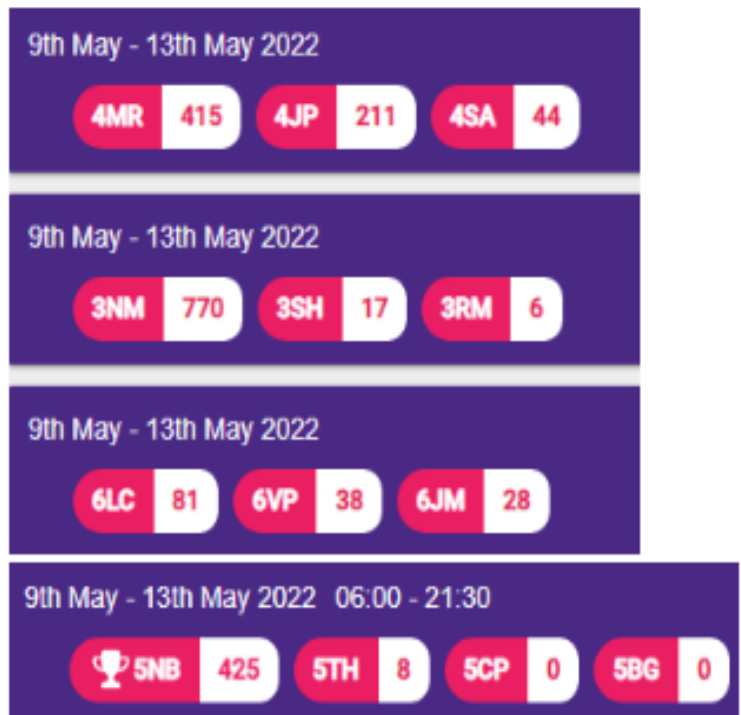 9th May - 13th May 2022
4MR 415 4JP 211 4SA 44
9th May - 13th May 2022
3NM 770 3SH 17 3RM 6
9th May - 13th May 2022
6LC 81 6VP 38 6JM 28
9th May - 13th May 2022 06:00 - 21:30
5NB 425 5TH 8 5CP 0 5BG 0